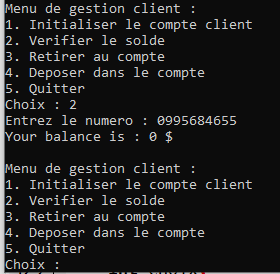 Menu de gestion client :
1. Initialiser le compte client
2. Verifier le solde
3. Retirer au compte
4. Deposer dans le compte
5. Quitter
Choix : 2
Entrez le numero : 0995684655
Your balance is : 0 $
Menu de gestion client :
1. Initialiser le compte client
2. Verifier le solde
3. Retirer au compte
4. Deposer dans le compte
5. Quitter
Choix :